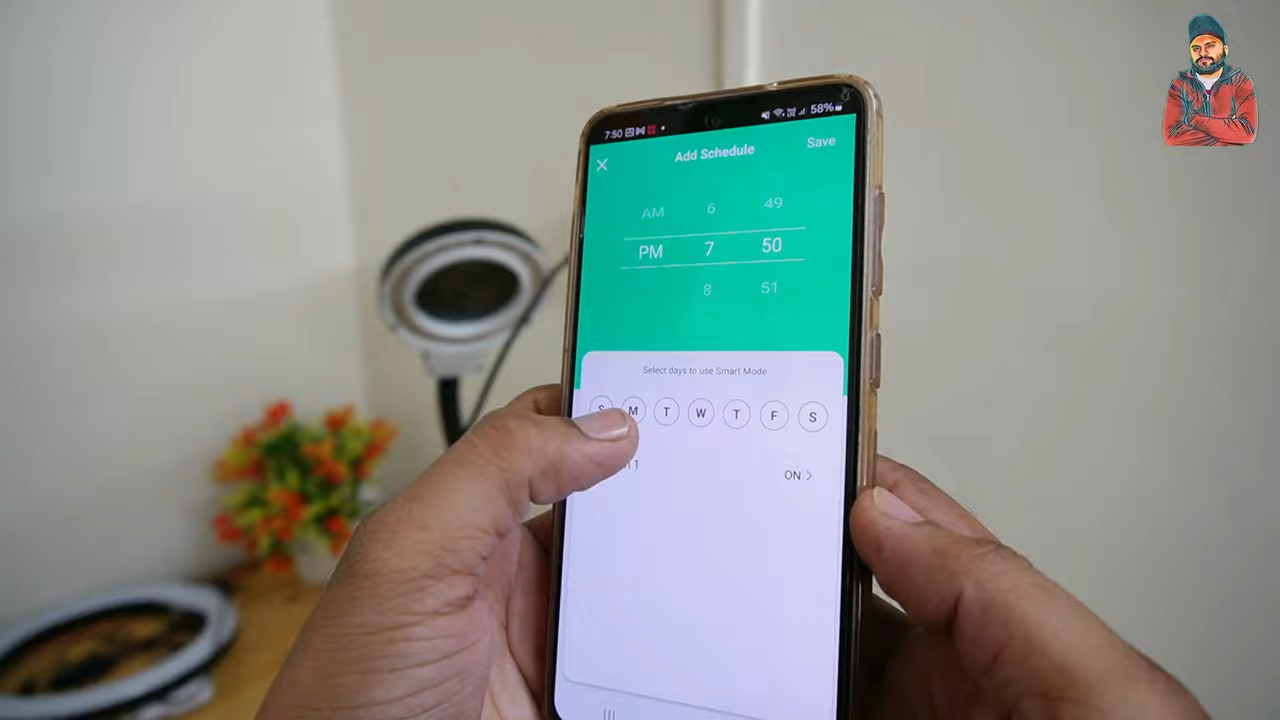 7:50 58%
Add Schedule Save
AM 6 49
PM 7 50
8 51
Select days to use Smart Mode
S M T W T F S
1 ON >